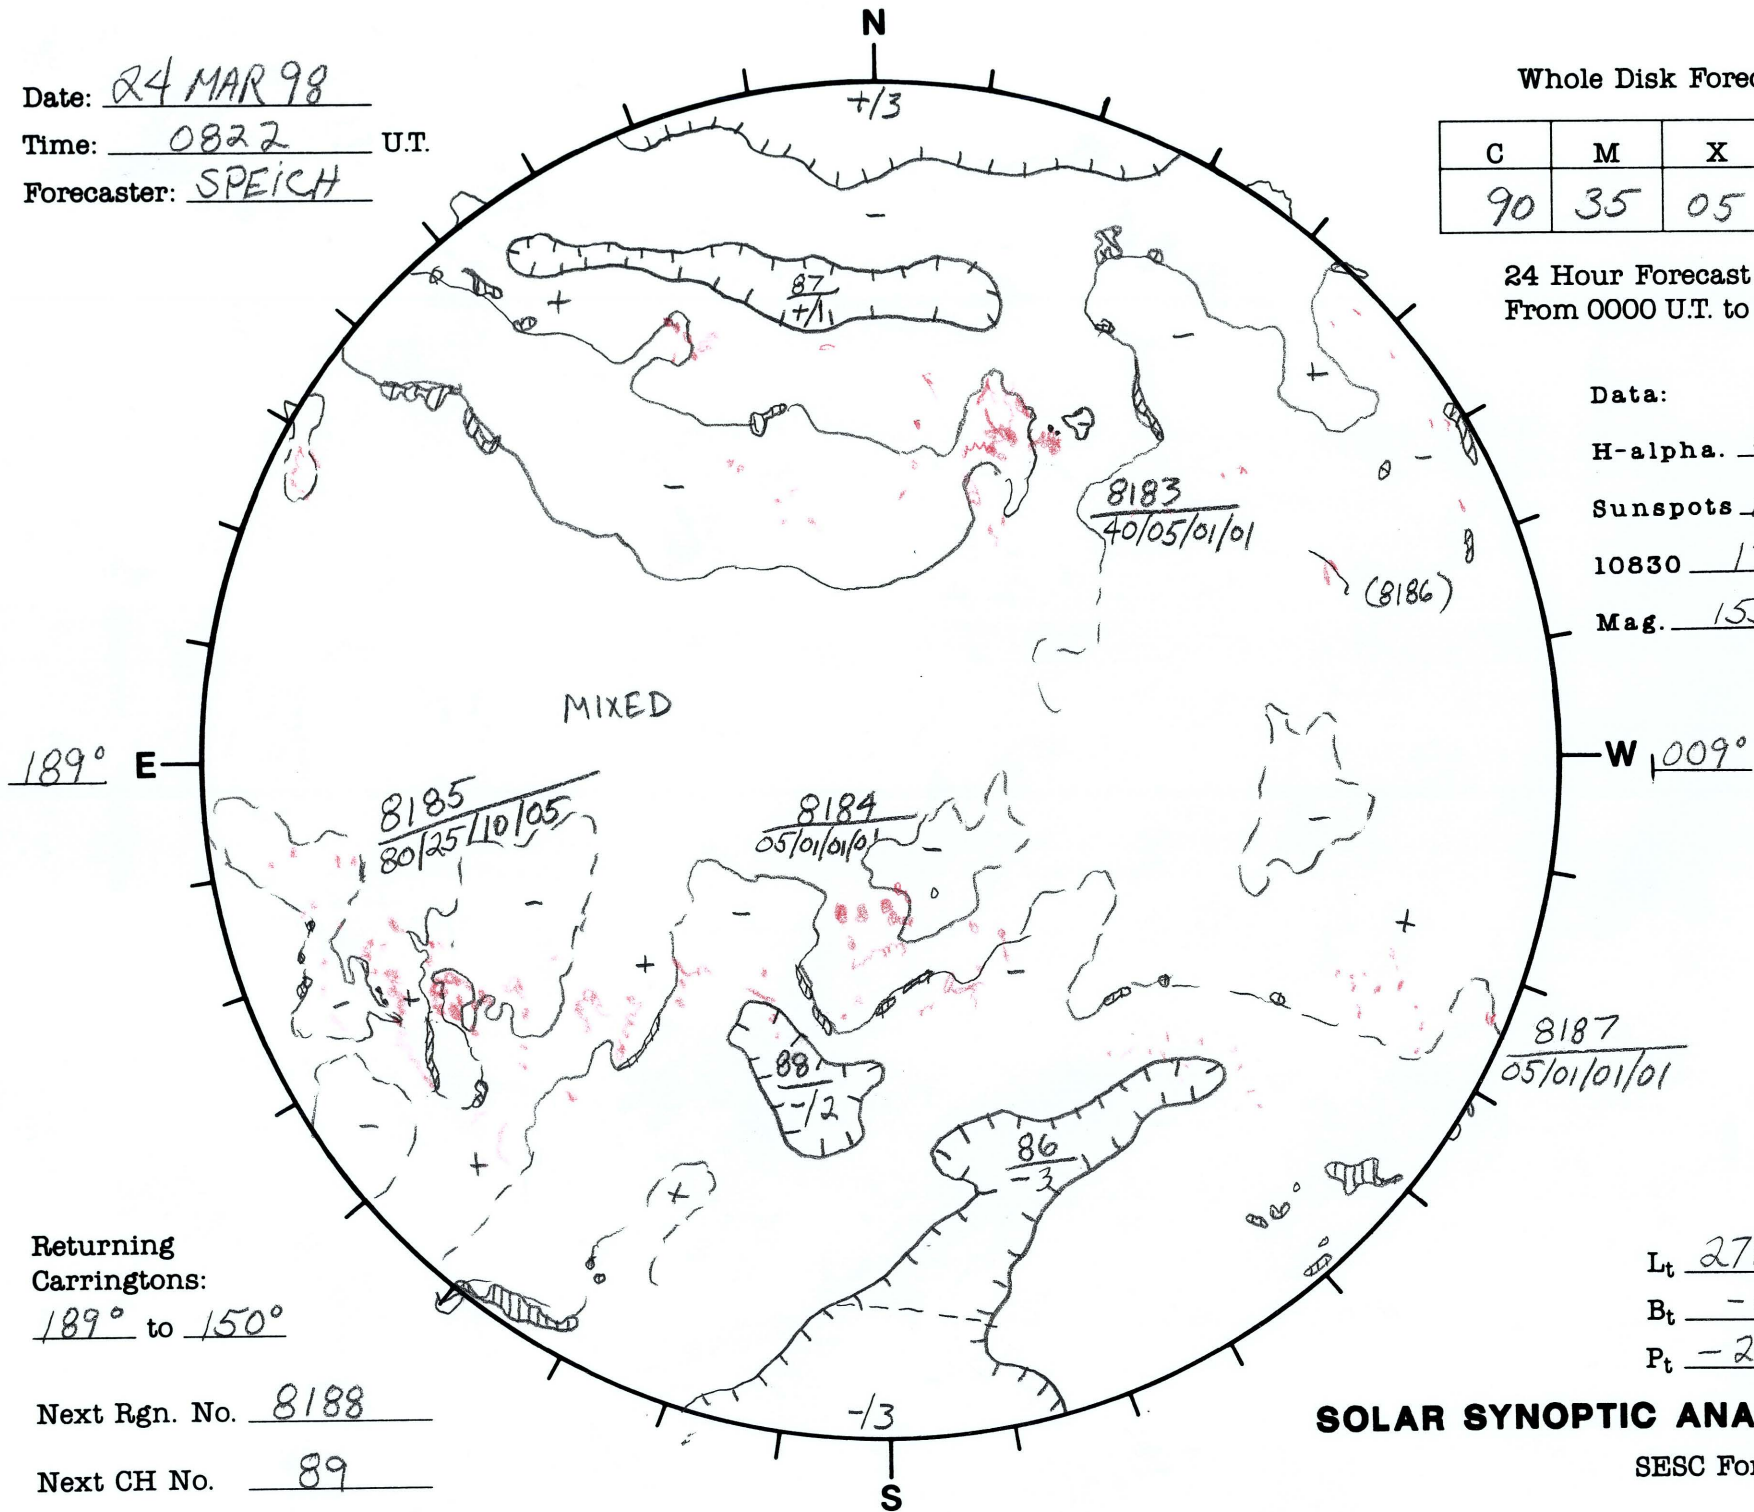 N
Date: 24 MAR 98
Time: 0822 U.T.
Forecaster: SPEICH
Whole Disk Forec
C M X
90 35 05
24 Hour Forecast
From 0000 U.T. to
Data:
H-alpha.
Sunspots
10830
Mag. 15
+/3
−
87
+/1
+
−
+
−
−
8183
40/05/01/01
(8186)
MIXED
189° E
W 009°
8185
80/25/10/05
8184
05/01/01/01
−
−
−
−
+
+
−
+
−
8187
05/01/01/01
88
-/2
−
+
+
86
-3
-/3
Returning
Carringtons:
189° to 150°
Next Rgn. No. 8188
Next CH No. 89
Lt 27
Bt -
Pt -2
SOLAR SYNOPTIC ANA
SESC For
S